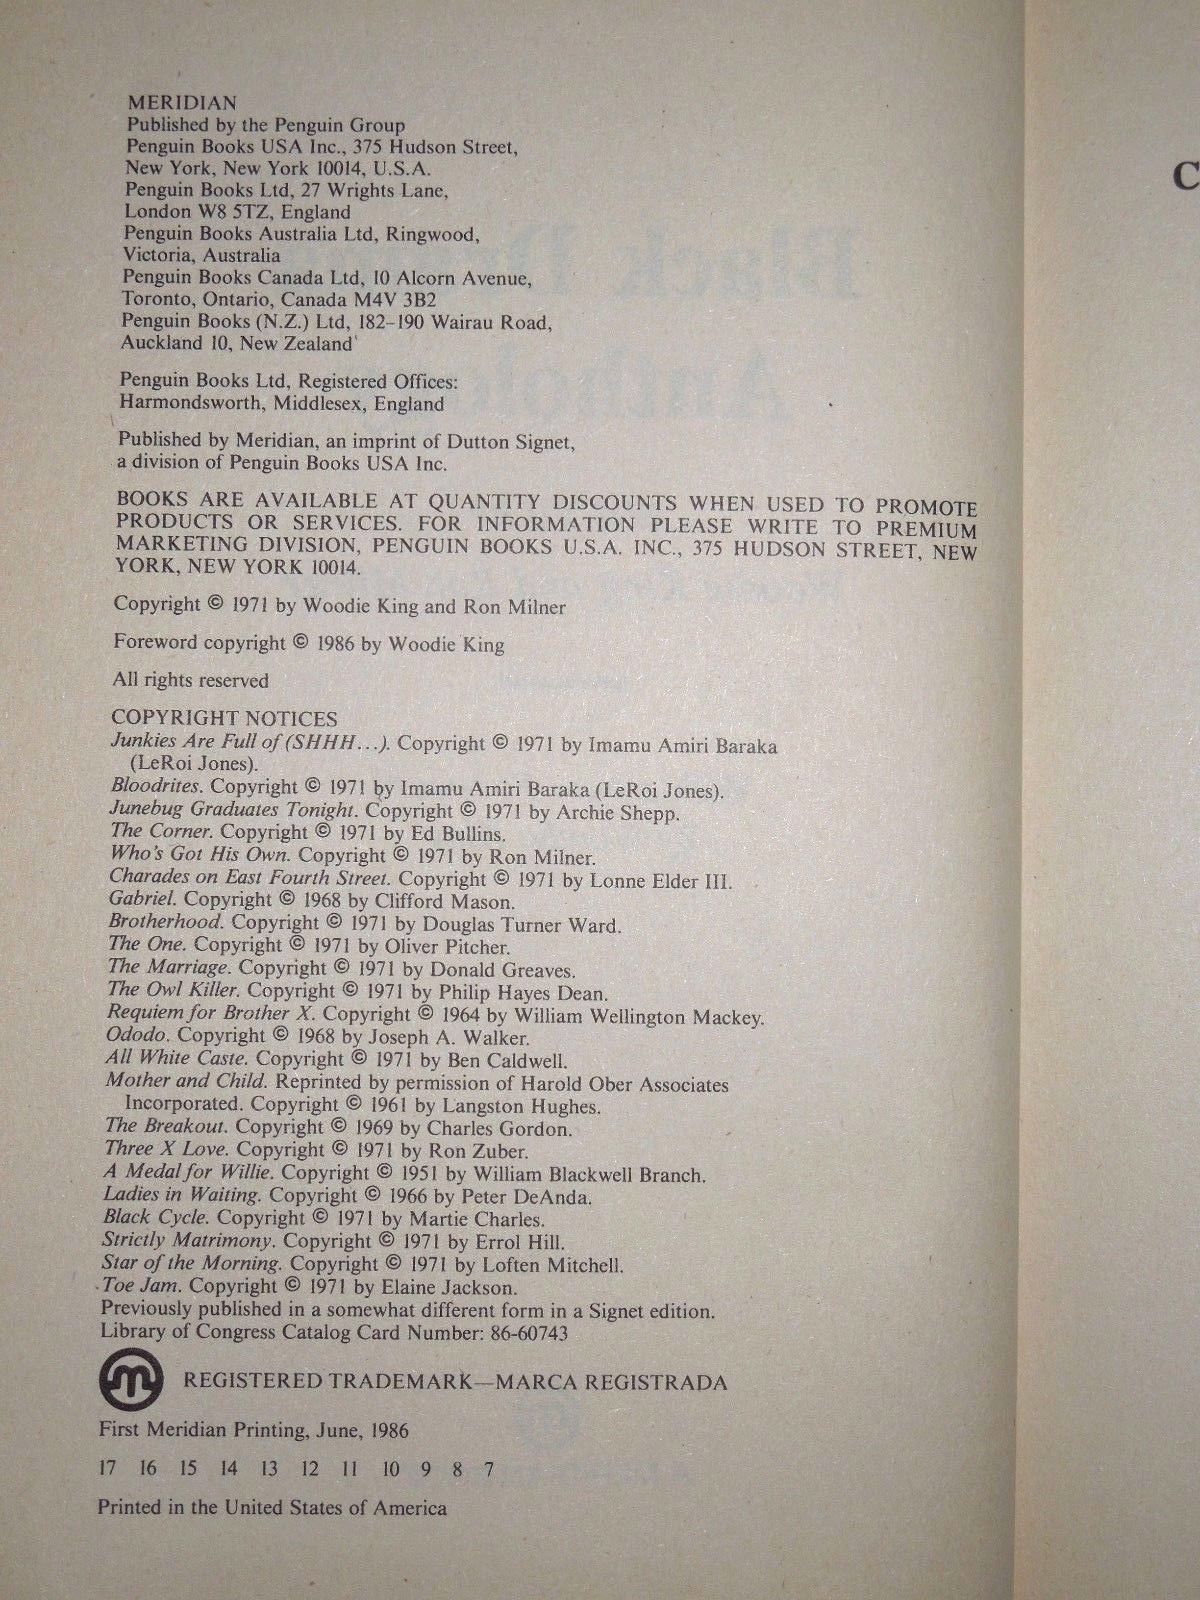 MERIDIAN
Published by the Penguin Group
Penguin Books USA Inc., 375 Hudson Street,
New York, New York 10014, U.S.A.
Penguin Books Ltd, 27 Wrights Lane,
London W8 5TZ, England
Penguin Books Australia Ltd, Ringwood,
Victoria, Australia
Penguin Books Canada Ltd, 10 Alcorn Avenue,
Toronto, Ontario, Canada M4V 3B2
Penguin Books (N.Z.) Ltd, 182–190 Wairau Road,
Auckland 10, New Zealand
Penguin Books Ltd, Registered Offices:
Harmondsworth, Middlesex, England
Published by Meridian, an imprint of Dutton Signet,
a division of Penguin Books USA Inc.
BOOKS ARE AVAILABLE AT QUANTITY DISCOUNTS WHEN USED TO PROMOTE
PRODUCTS OR SERVICES. FOR INFORMATION PLEASE WRITE TO PREMIUM
MARKETING DIVISION, PENGUIN BOOKS U.S.A. INC., 375 HUDSON STREET, NEW
YORK, NEW YORK 10014.
Copyright © 1971 by Woodie King and Ron Milner
Foreword copyright © 1986 by Woodie King
All rights reserved
COPYRIGHT NOTICES
Junkies Are Full of (SHHH...). Copyright © 1971 by Imamu Amiri Baraka
(LeRoi Jones).
Bloodrites. Copyright © 1971 by Imamu Amiri Baraka (LeRoi Jones).
Junebug Graduates Tonight. Copyright © 1971 by Archie Shepp.
The Corner. Copyright © 1971 by Ed Bullins.
Who's Got His Own. Copyright © 1971 by Ron Milner.
Charades on East Fourth Street. Copyright © 1971 by Lonne Elder III.
Gabriel. Copyright © 1968 by Clifford Mason.
Brotherhood. Copyright © 1971 by Douglas Turner Ward.
The One. Copyright © 1971 by Oliver Pitcher.
The Marriage. Copyright © 1971 by Donald Greaves.
The Owl Killer. Copyright © 1971 by Philip Hayes Dean.
Requiem for Brother X. Copyright © 1964 by William Wellington Mackey.
Ododo. Copyright © 1968 by Joseph A. Walker.
All White Caste. Copyright © 1971 by Ben Caldwell.
Mother and Child. Reprinted by permission of Harold Ober Associates
Incorporated. Copyright © 1961 by Langston Hughes.
The Breakout. Copyright © 1969 by Charles Gordon.
Three X Love. Copyright © 1971 by Ron Zuber.
A Medal for Willie. Copyright © 1951 by William Blackwell Branch.
Ladies in Waiting. Copyright © 1966 by Peter DeAnda.
Black Cycle. Copyright © 1971 by Martie Charles.
Strictly Matrimony. Copyright © 1971 by Errol Hill.
Star of the Morning. Copyright © 1971 by Loften Mitchell.
Toe Jam. Copyright © 1971 by Elaine Jackson.
Previously published in a somewhat different form in a Signet edition.
Library of Congress Catalog Card Number: 86-60743
REGISTERED TRADEMARK—MARCA REGISTRADA
First Meridian Printing, June, 1986
17 16 15 14 13 12 11 10 9 8 7
Printed in the United States of America